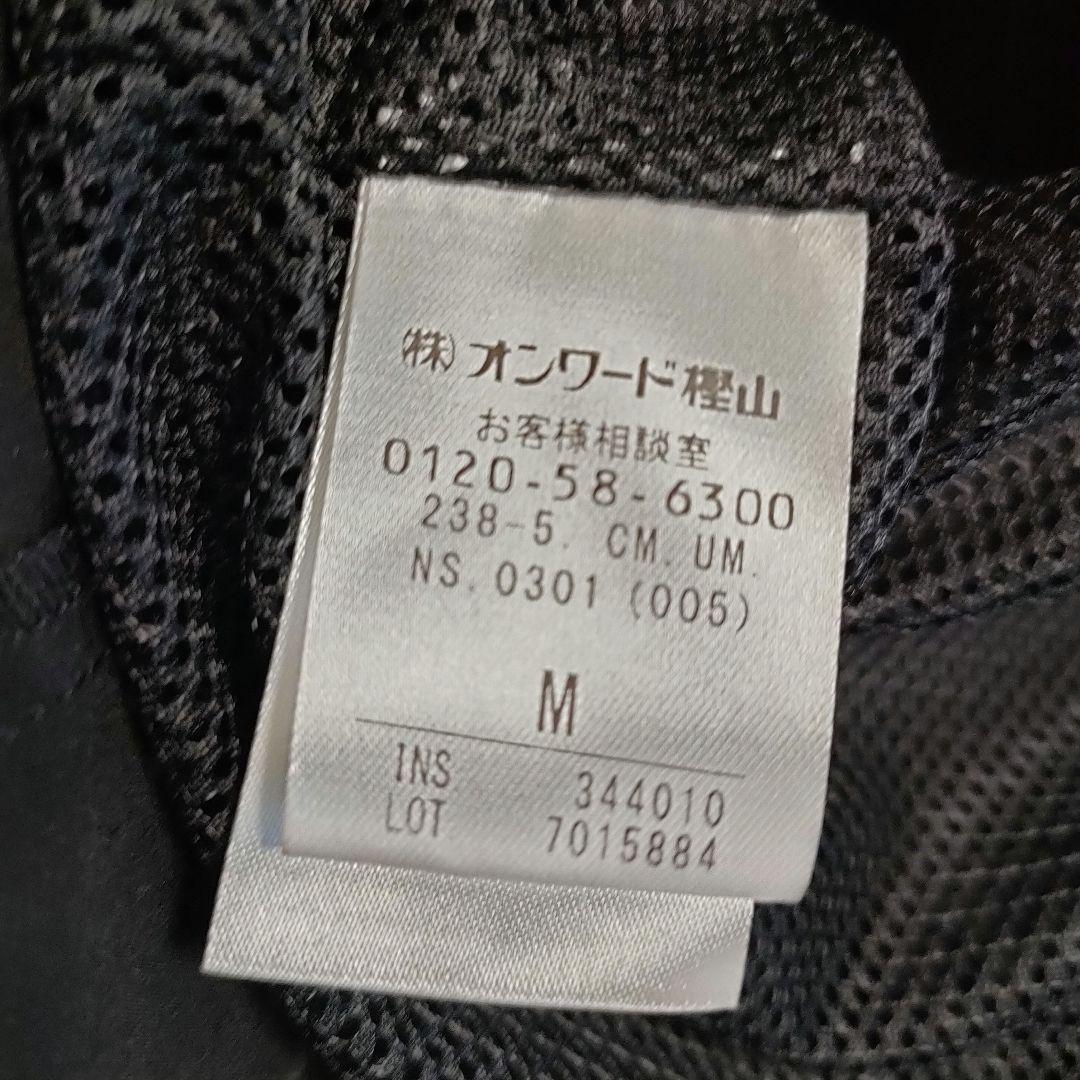 (株)オンワード樫山
お客様相談室
0120-58-6300
238-5. CM. UM.
NS. 0301 (005)
M
INS 344010
LOT 7015884